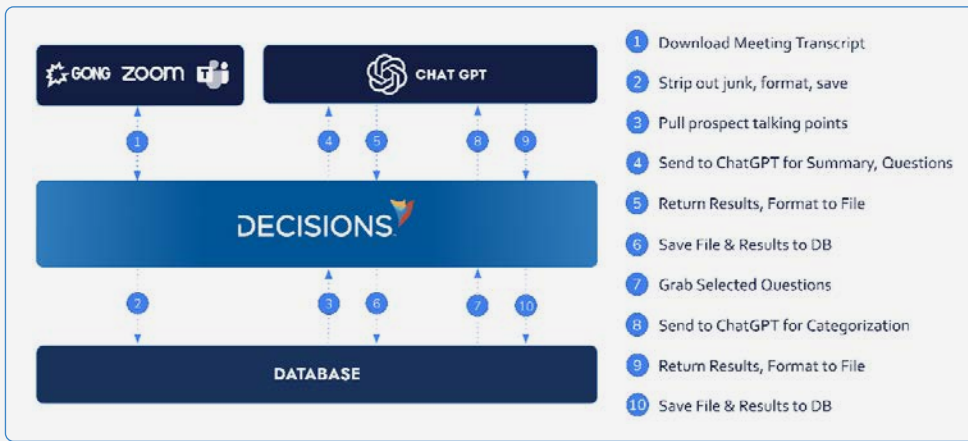 GONG ZOOM T
CHAT GPT
1
4
5
8
9
DECISIONS
2
3
6
7
10
DATABASE
1 Download Meeting Transcript
2 Strip out junk, format, save
3 Pull prospect talking points
4 Send to ChatGPT for Summary, Questions
5 Return Results, Format to File
6 Save File & Results to DB
7 Grab Selected Questions
8 Send to ChatGPT for Categorization
9 Return Results, Format to File
10 Save File & Results to DB